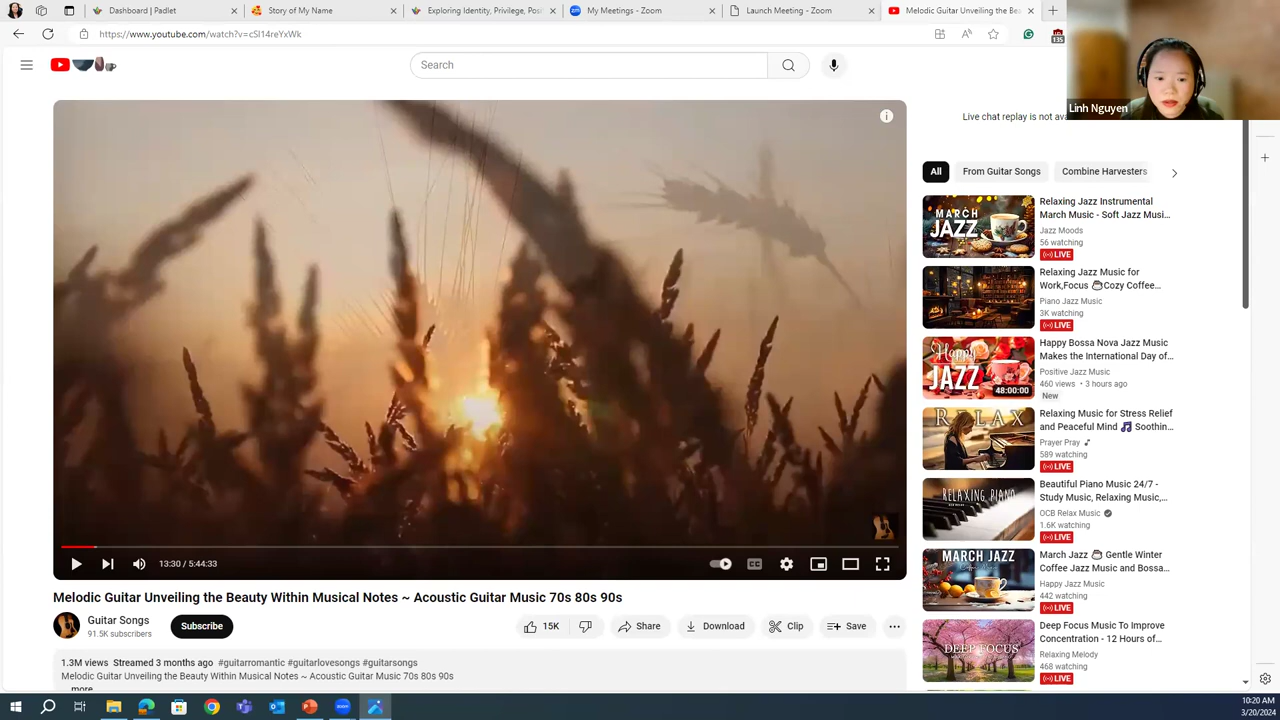 Dashboard | Padlet
Story of My Name
Exploring Identity, Privilege, Posi
My Meetings - Zoom
Launch Meeting - Zoom
Melodic Guitar Unveiling the Bea
https://www.youtube.com/watch?v=cSl14reYxWk
135
Search
Linh Nguyen
Live chat replay is not ava
All
From Guitar Songs
Combine Harvesters
MARCH
JAZZ
Relaxing Jazz Instrumental
March Music - Soft Jazz Musi...
Jazz Moods
56 watching
LIVE
Relaxing Jazz Music for
Work,Focus ☕Cozy Coffee...
Piano Jazz Music
3K watching
LIVE
Happy
JAZZ
48:00:00
Happy Bossa Nova Jazz Music
Makes the International Day of...
Positive Jazz Music
460 views • 3 hours ago
New
RELAX
Relaxing Music for Stress Relief
and Peaceful Mind 🎵 Soothin...
Prayer Pray
589 watching
LIVE
RELAXING PIANO
Beautiful Piano Music 24/7 -
Study Music, Relaxing Music,...
OCB Relax Music
1.6K watching
LIVE
MARCH JAZZ
March Jazz ☕ Gentle Winter
Coffee Jazz Music and Bossa...
Happy Jazz Music
442 watching
LIVE
DEEP FOCUS
Deep Focus Music To Improve
Concentration - 12 Hours of...
Relaxing Melody
468 watching
LIVE
13:30 / 5:44:33
CC
Melodic Guitar Unveiling the Beauty Within Musical Notes ~ Acoustic Guitar Music 70s 80s 90s
Guitar Songs
91.5K subscribers
Subscribe
15K
Share
Download
Clip
Save
1.3M views Streamed 3 months ago #guitarromantic #guitarlovesongs #guitarsongs
Melodic Guitar Unveiling the Beauty Within Musical Notes ~ Acoustic Guitar Music 70s 80s 90s
...more
10:20 AM
3/20/2024